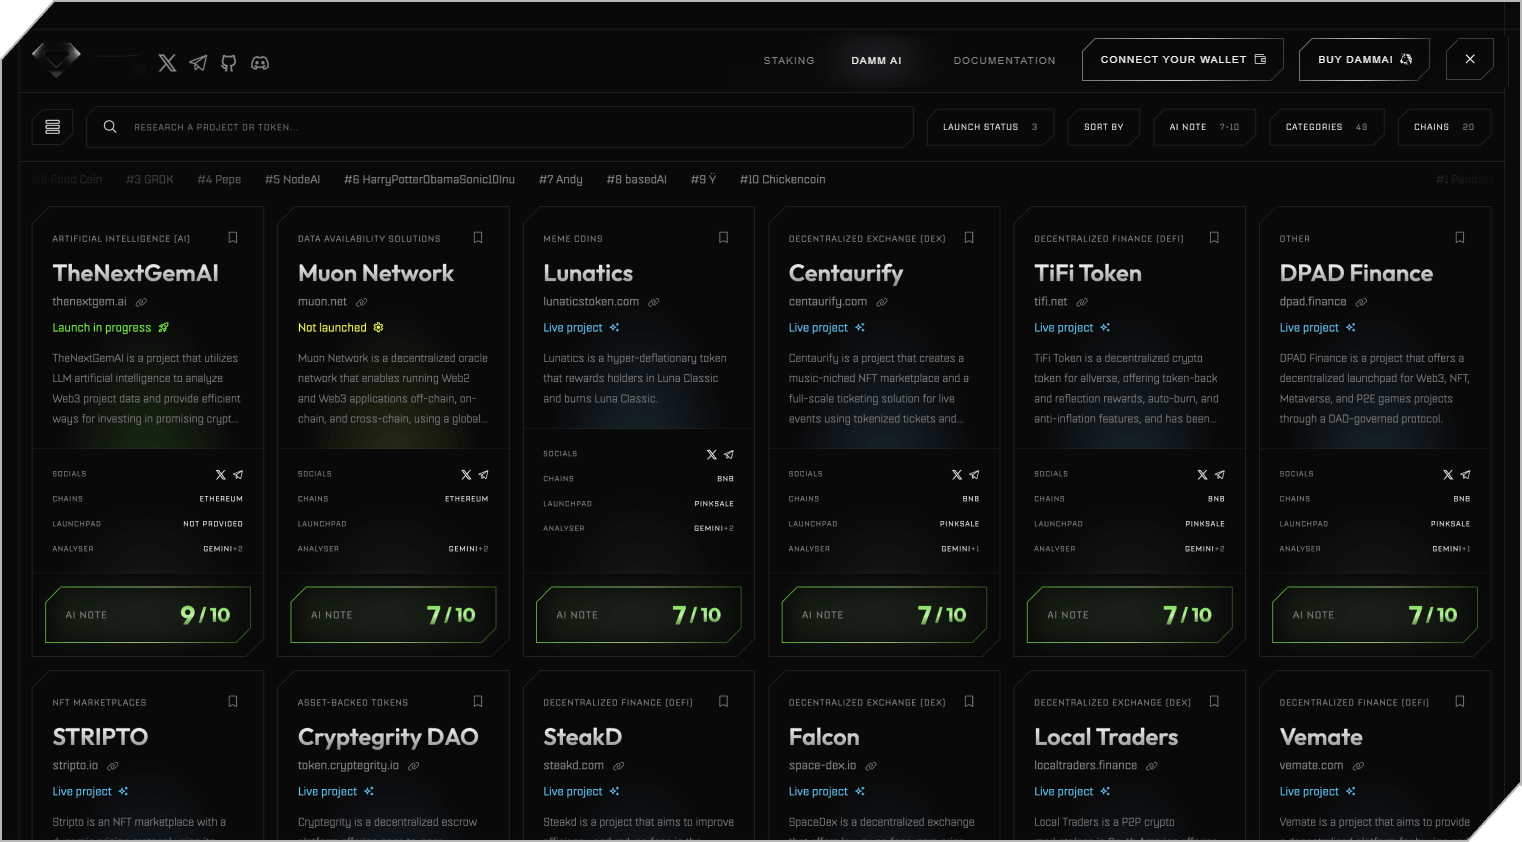 STAKING
DAMM AI
DOCUMENTATION
CONNECT YOUR WALLET
BUY DAMMAI
RESEARCH A PROJECT OR TOKEN...
LAUNCH STATUS 3
SORT BY
AI NOTE 7-10
CATEGORIES 49
CHAINS 20
#2 Pond Coin
#3 GROK
#4 Pepe
#5 NodeAI
#6 HarryPotterObamaSonic10Inu
#7 Andy
#8 basedAI
#9 Ÿ
#10 Chickencoin
ARTIFICIAL INTELLIGENCE (AI)
TheNextGemAI
thenextgem.ai
Launch in progress
TheNextGemAI is a project that utilizes
LLM artificial intelligence to analyze
Web3 project data and provide efficient
ways for investing in promising crypt...
SOCIALS
CHAINS ETHEREUM
LAUNCHPAD NOT PROVIDED
ANALYSER GEMINI+2
AI NOTE 9/10
DATA AVAILABILITY SOLUTIONS
Muon Network
muon.net
Not launched
Muon Network is a decentralized oracle
network that enables running Web2
and Web3 applications off-chain, on-
chain, and cross-chain, using a global...
SOCIALS
CHAINS ETHEREUM
LAUNCHPAD
ANALYSER GEMINI+2
AI NOTE 7/10
MEME COINS
Lunatics
lunaticstoken.com
Live project
Lunatics is a hyper-deflationary token
that rewards holders in Luna Classic
and burns Luna Classic.
SOCIALS
CHAINS BNB
LAUNCHPAD PINKSALE
ANALYSER GEMINI+2
AI NOTE 7/10
DECENTRALIZED EXCHANGE (DEX)
Centaurify
centaurify.com
Live project
Centaurify is a project that creates a
music-niched NFT marketplace and a
full-scale ticketing solution for live
events using tokenized tickets and...
SOCIALS
CHAINS BNB
LAUNCHPAD PINKSALE
ANALYSER GEMINI+1
AI NOTE 7/10
DECENTRALIZED FINANCE (DEFI)
TiFi Token
tifi.net
Live project
TiFi Token is a decentralized crypto
token for allverse, offering token-back
and reflection rewards, auto-burn, and
anti-inflation features, and has been...
SOCIALS
CHAINS BNB
LAUNCHPAD PINKSALE
ANALYSER GEMINI+2
AI NOTE 7/10
OTHER
DPAD Finance
dpad.finance
Live project
DPAD Finance is a project that offers a
decentralized launchpad for Web3, NFT,
Metaverse, and P2E games projects
through a DAO-governed protocol.
SOCIALS
CHAINS BNB
LAUNCHPAD PINKSALE
ANALYSER GEMINI+1
AI NOTE 7/10
NFT MARKETPLACES
STRIPTO
stripto.io
Live project
Stripto is an NFT marketplace with a
ASSET-BACKED TOKENS
Cryptegrity DAO
token.cryptegrity.io
Live project
Cryptegrity is a decentralized escrow
DECENTRALIZED FINANCE (DEFI)
SteakD
steakd.com
Live project
Steakd is a project that aims to improve
DECENTRALIZED EXCHANGE (DEX)
Falcon
space-dex.io
Live project
SpaceDex is a decentralized exchange
DECENTRALIZED EXCHANGE (DEX)
Local Traders
localtraders.finance
Live project
Local Traders is a P2P crypto
DECENTRALIZED FINANCE (DEFI)
Vemate
vemate.com
Live project
Vemate is a project that aims to provide